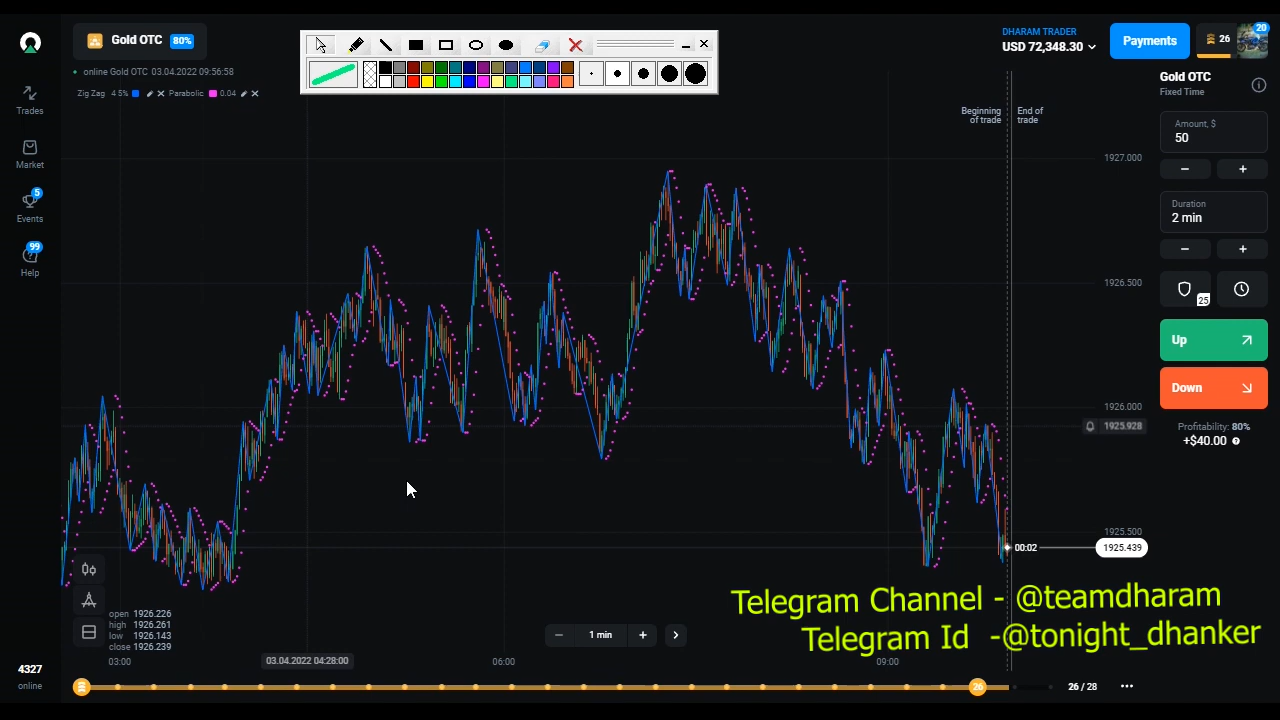 Gold OTC 80%
DHARAM TRADER
USD 72,348.30
Payments
26
20
online Gold OTC 03.04.2022 09:56:58
Zig Zag 4 5% Parabolic 0.04
Trades
Market
5
Events
99
Help
Beginning of trade
End of trade
1927.000
1926.500
1926.000
1925.928
1925.500
00:02
1925.439
Gold OTC
Fixed Time
Amount, $
50
Duration
2 min
25
Up
Down
Profitability: 80%
+$40.00
Telegram Channel - @teamdharam
Telegram Id -@tonight_dhanker
open 1926.226
high 1926.261
low 1926.143
close 1926.239
1 min
03:00
03.04.2022 04:28:00
06:00
09:00
4327
online
26
26 / 28